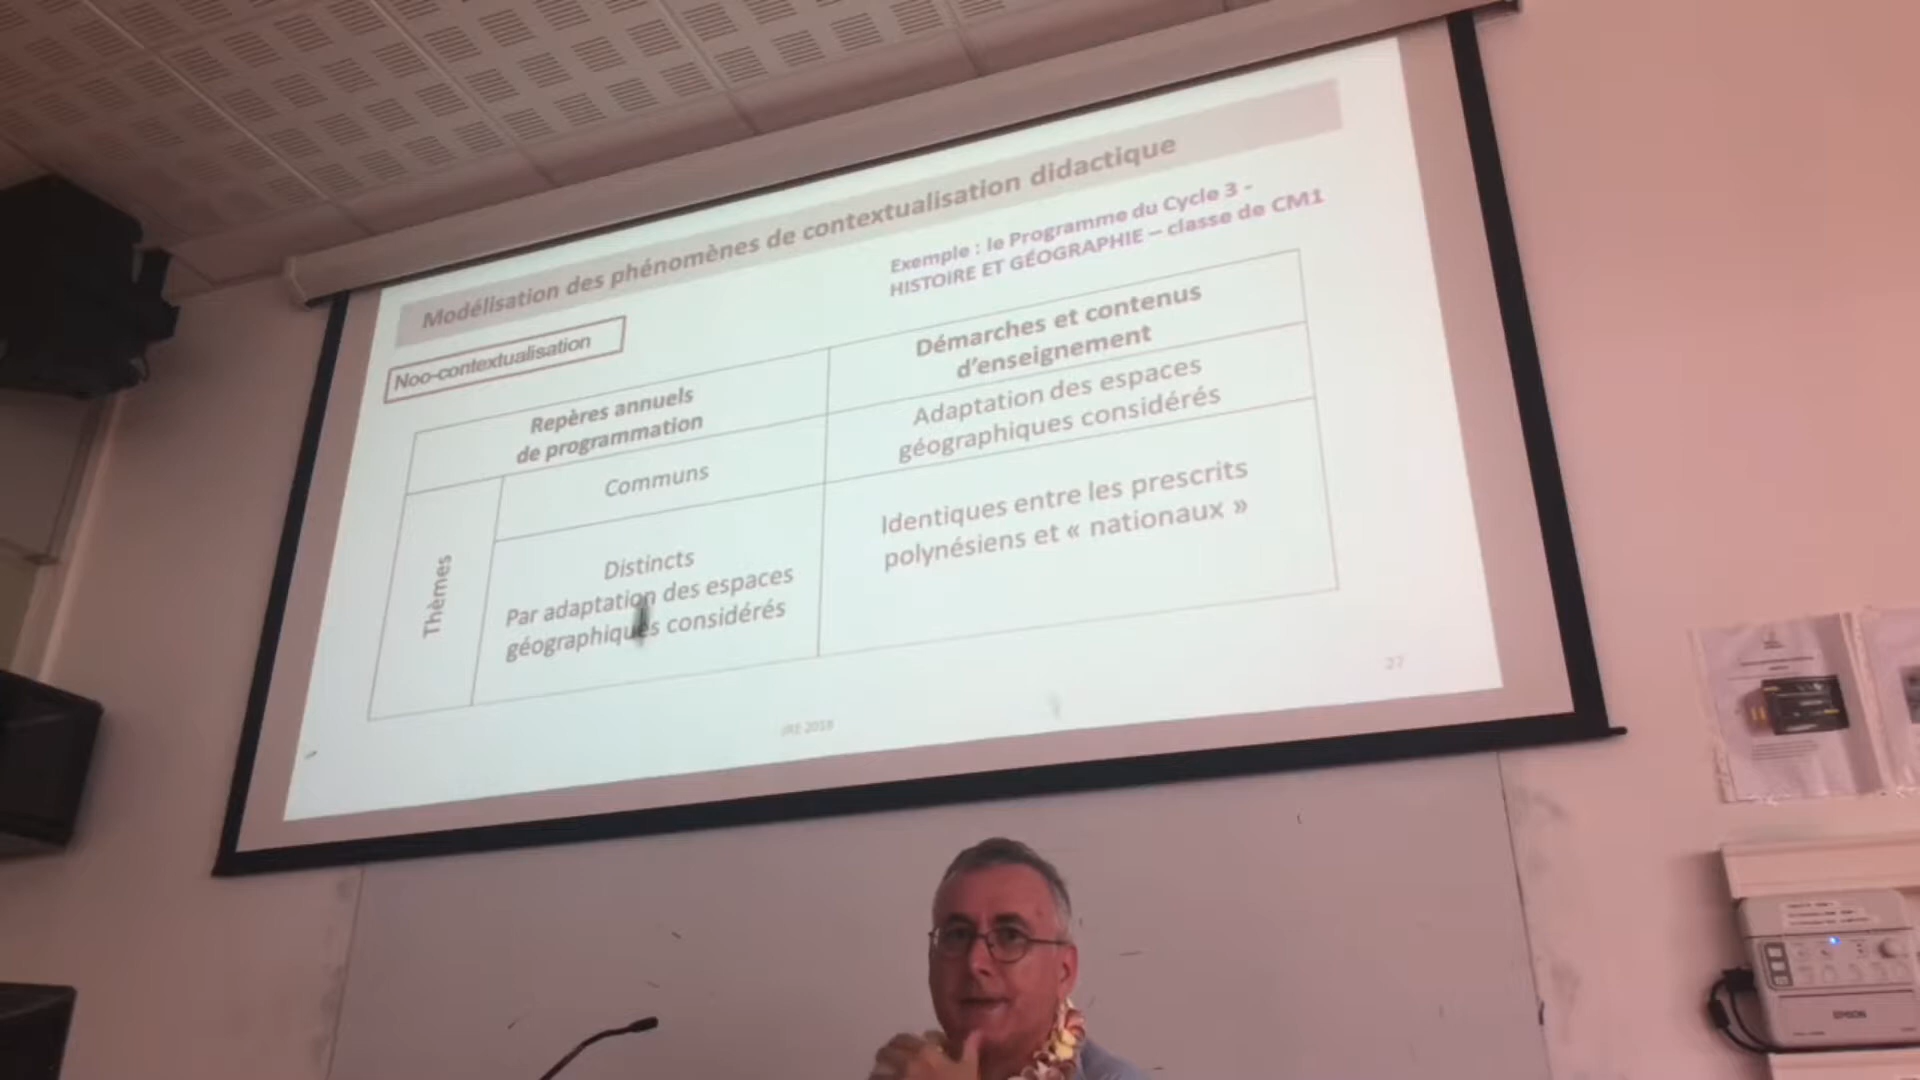 Modélisation des phénomènes de contextualisation didactique
Exemple : le Programme du Cycle 3 -
HISTOIRE ET GÉOGRAPHIE – classe de CM1
Noo-contextualisation
Repères annuels
de programmation
Démarches et contenus
d'enseignement
Thèmes
Communs
Adaptation des espaces
géographiques considérés
Distincts
Par adaptation des espaces
géographiques considérés
Identiques entre les prescrits
polynésiens et « nationaux »
2018
EPSON